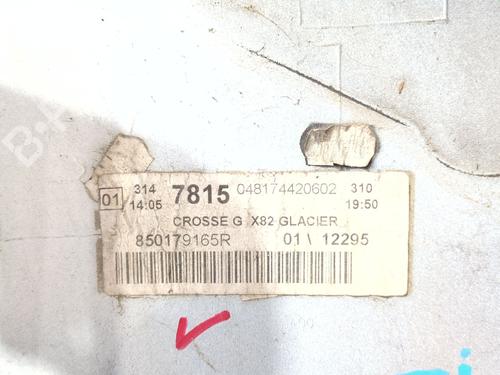 01 314 14:05 7815 048174420602 310 19:50
CROSSE G X82 GLACIER
850179165R 01 \ 12295